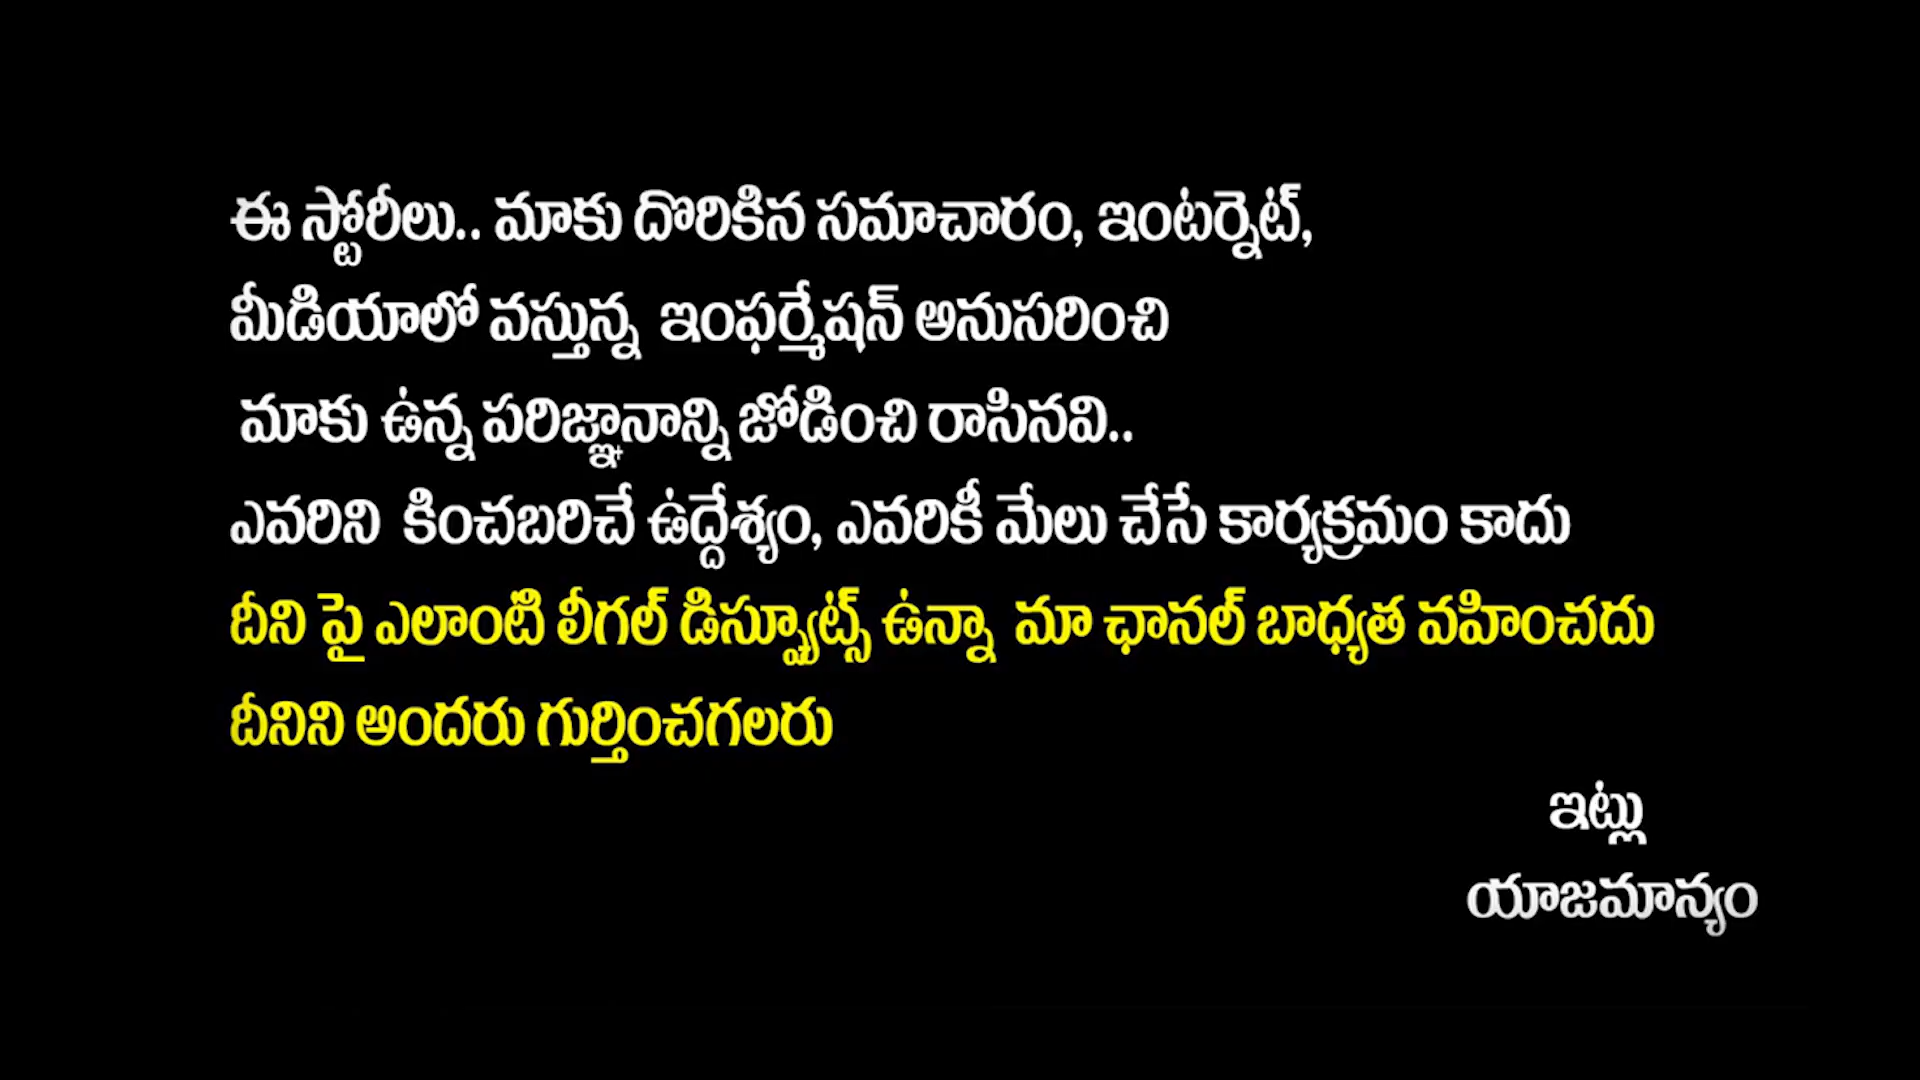 ఈ స్టోరీలు.. మాకు దొరికిన సమాచారం, ఇంటర్నెట్,
మీడియాలో వస్తున్న ఇంఫర్మేషన్ అనుసరించి
మాకు ఉన్న పరిజ్ఞానాన్ని జోడించి రాసినవి..
ఎవరిని కించబరిచే ఉద్దేశ్యం, ఎవరికీ మేలు చేసే కార్యక్రమం కాదు
దీని పై ఎలాంటి లీగల్ డిస్ప్యూట్స్ ఉన్నా మా ఛానల్ బాధ్యత వహించదు
దీనిని అందరు గుర్తించగలరు
ఇట్లు
యాజమాన్యం